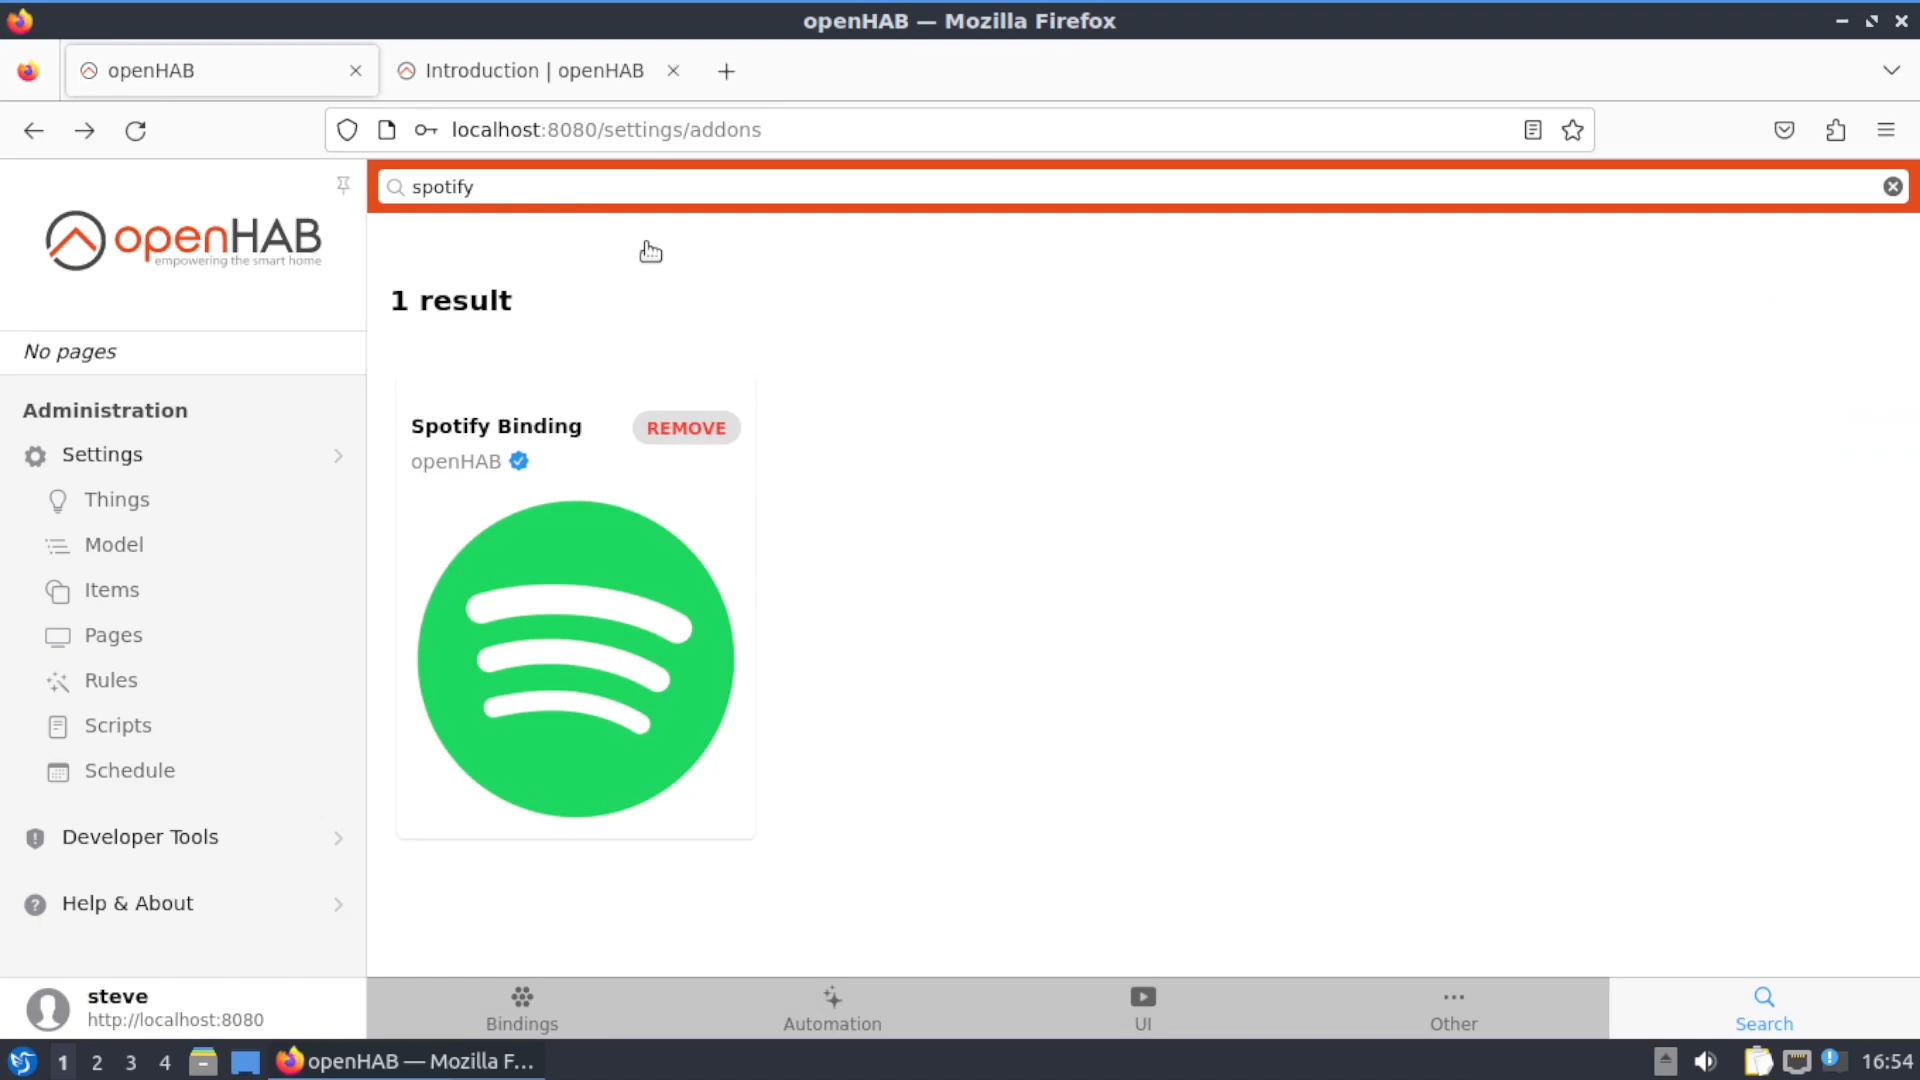 openHAB — Mozilla Firefox
openHAB
Introduction | openHAB
localhost:8080/settings/addons
spotify
openHAB
empowering the smart home
1 result
No pages
Administration
Settings
Things
Model
Items
Pages
Rules
Scripts
Schedule
Developer Tools
Help & About
Spotify Binding
REMOVE
openHAB
steve
http://localhost:8080
Bindings
Automation
UI
Other
Search
1
2
3
4
openHAB — Mozilla F...
16:54